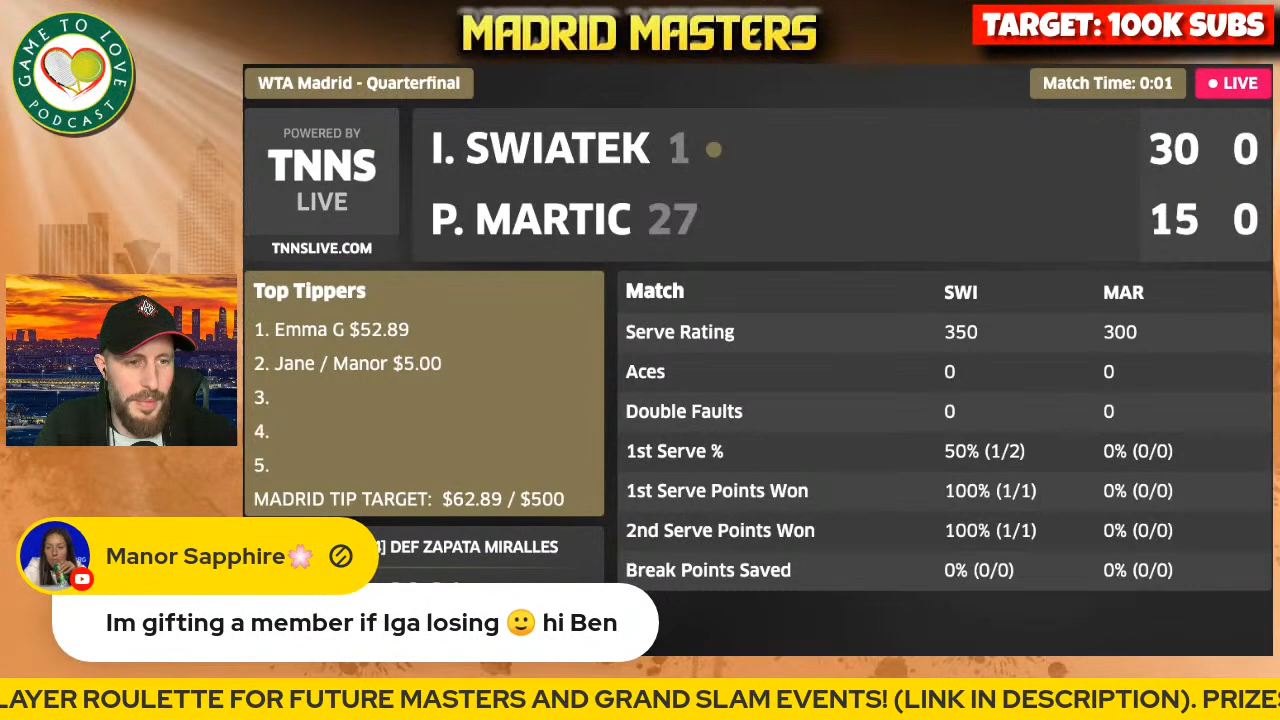 GAME TO LOVE
PODCAST
MADRID MASTERS
TARGET: 100K SUBS
WTA Madrid - Quarterfinal
Match Time: 0:01
LIVE
POWERED BY
TNNS
LIVE
TNNSLIVE.COM
I. SWIATEK 1
30 0
P. MARTIC 27
15 0
Top Tippers
1. Emma G $52.89
2. Jane / Manor $5.00
3.
4.
5.
MADRID TIP TARGET: $62.89 / $500
Match SWI MAR
Serve Rating 350 300
Aces 0 0
Double Faults 0 0
1st Serve % 50% (1/2) 0% (0/0)
1st Serve Points Won 100% (1/1) 0% (0/0)
2nd Serve Points Won 100% (1/1) 0% (0/0)
Break Points Saved 0% (0/0) 0% (0/0)
] DEF ZAPATA MIRALLES
Manor Sapphire🌸
Im gifting a member if Iga losing 🙂 hi Ben
LAYER ROULETTE FOR FUTURE MASTERS AND GRAND SLAM EVENTS! (LINK IN DESCRIPTION). PRIZES